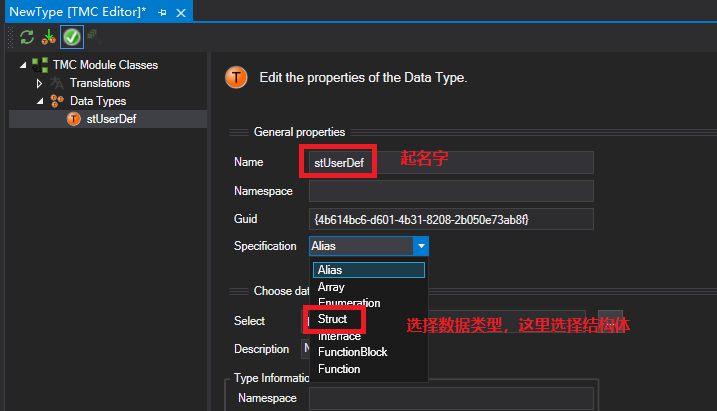 NewType [TMC Editor]*
TMC Module Classes
Translations
Data Types
stUserDef
Edit the properties of the Data Type.
General properties
Name
stUserDef
起名字
Namespace
Guid
{4b614bc6-d601-4b31-8208-2b050e73ab8f}
Specification
Alias
Alias
Array
Enumeration
Choose dat
Struct
Select
选择数据类型，这里选择结构体
...
Interface
Description
N
FunctionBlock
Function
Type Informatio
Namespace